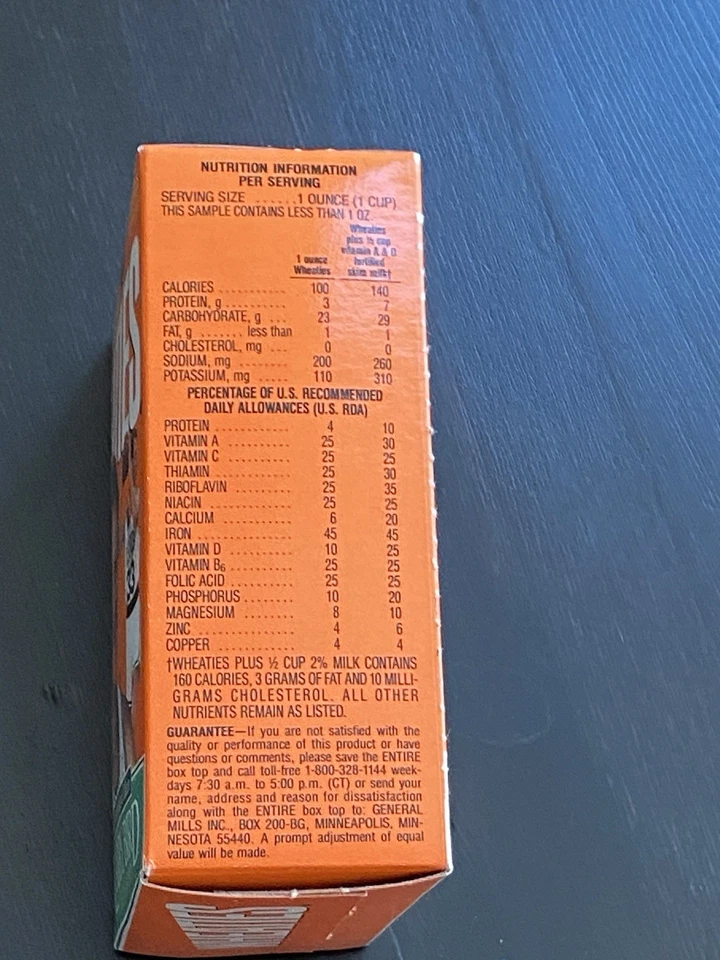 NUTRITION INFORMATION
PER SERVING
SERVING SIZE ......1 OUNCE (1 CUP)
THIS SAMPLE CONTAINS LESS THAN 1 OZ
Wheaties
plus ½ cup
vitamin A & D
1 ounce fortified
Wheaties skim milk†
CALORIES ........... 100 140
PROTEIN, g .......... 3 7
CARBOHYDRATE, g ... 23 29
FAT, g ....... less than 1 1
CHOLESTEROL, mg ... 0 0
SODIUM, mg ........ 200 260
POTASSIUM, mg ..... 110 310
PERCENTAGE OF U.S. RECOMMENDED
DAILY ALLOWANCES (U.S. RDA)
PROTEIN ............ 4 10
VITAMIN A .......... 25 30
VITAMIN C .......... 25 25
THIAMIN ............ 25 30
RIBOFLAVIN ......... 25 35
NIACIN ............. 25 25
CALCIUM ............ 6 20
IRON ............... 45 45
VITAMIN D .......... 10 25
VITAMIN B6 ......... 25 25
FOLIC ACID ......... 25 25
PHOSPHORUS ......... 10 20
MAGNESIUM ......... 8 10
ZINC ............... 4 6
COPPER ............ 4 4
†WHEATIES PLUS ½ CUP 2% MILK CONTAINS
160 CALORIES, 3 GRAMS OF FAT AND 10 MILLI-
GRAMS CHOLESTEROL. ALL OTHER
NUTRIENTS REMAIN AS LISTED.
GUARANTEE—If you are not satisfied with the
quality or performance of this product or have
questions or comments, please save the ENTIRE
box top and call toll-free 1-800-328-1144 week-
days 7:30 a.m. to 5:00 p.m. (CT) or send your
name, address and reason for dissatisfaction
along with the ENTIRE box top to: GENERAL
MILLS INC., BOX 200-BG, MINNEAPOLIS, MIN-
NESOTA 55440. A prompt adjustment of equal
value will be made.
WHEATIES